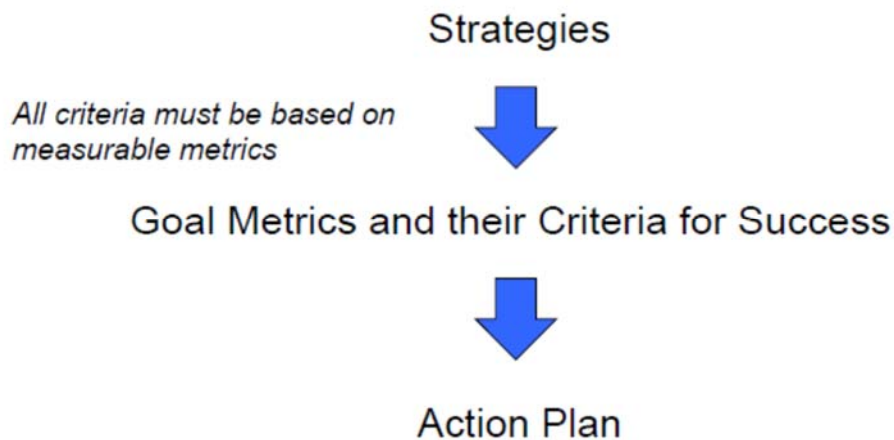 Strategies
All criteria must be based on
measurable metrics
Goal Metrics and their Criteria for Success
Action Plan